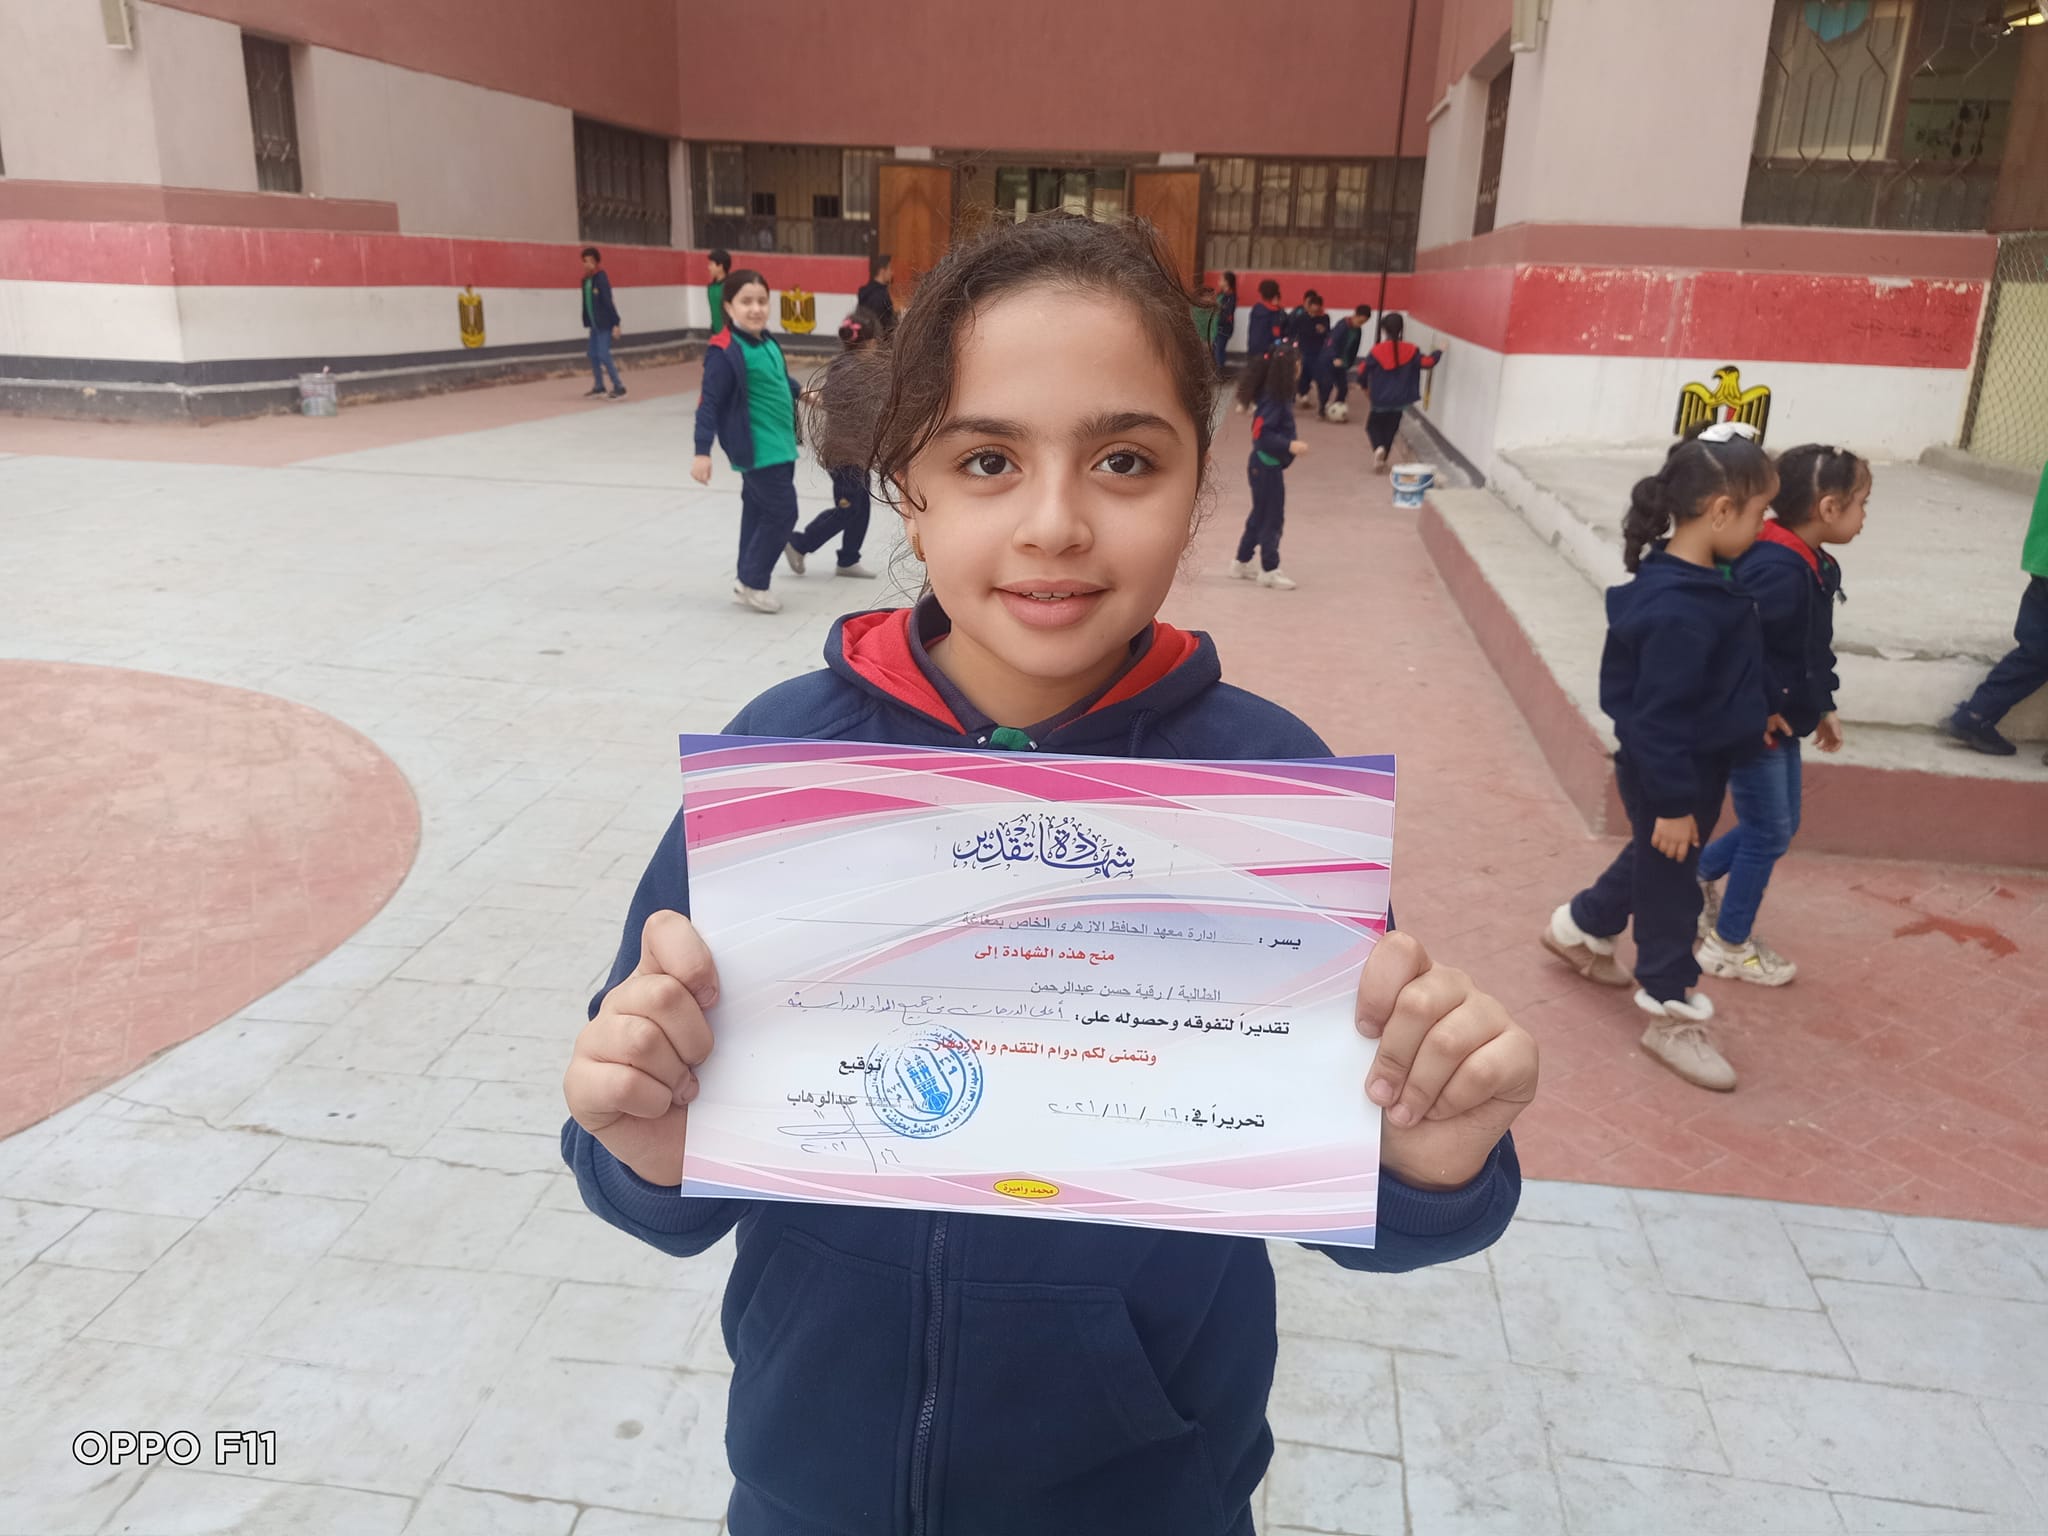 شهادة تقدير
يسر : إدارة معهد الحافظ الازهرى الخاص بمغاغة
منح هذه الشهادة إلى
الطالبة / رقية حسن عبدالرحمن
تقديراً لتفوقه وحصوله على: أعلى الدرجات في جميع المواد الدراسية
ونتمنى لكم دوام التقدم والازدهار
توقيع
عبدالوهاب
تحريراً في: ١٦ / ١١ / ٢٠٢١
محمد واميرة
OPPO F11